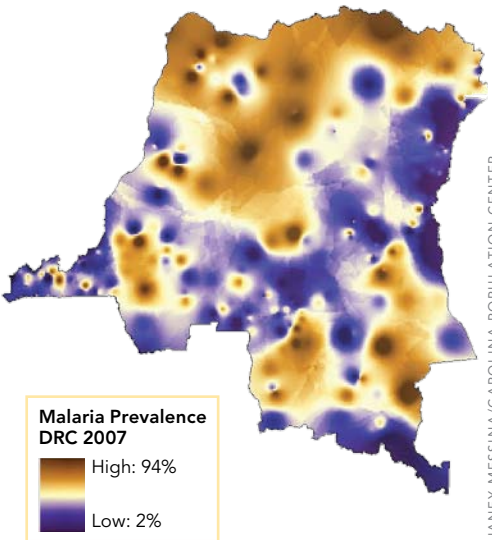 Malaria Prevalence
DRC 2007
High: 94%
Low: 2%
JANEY MESSINA/CAROLINA POPULATION CENTER